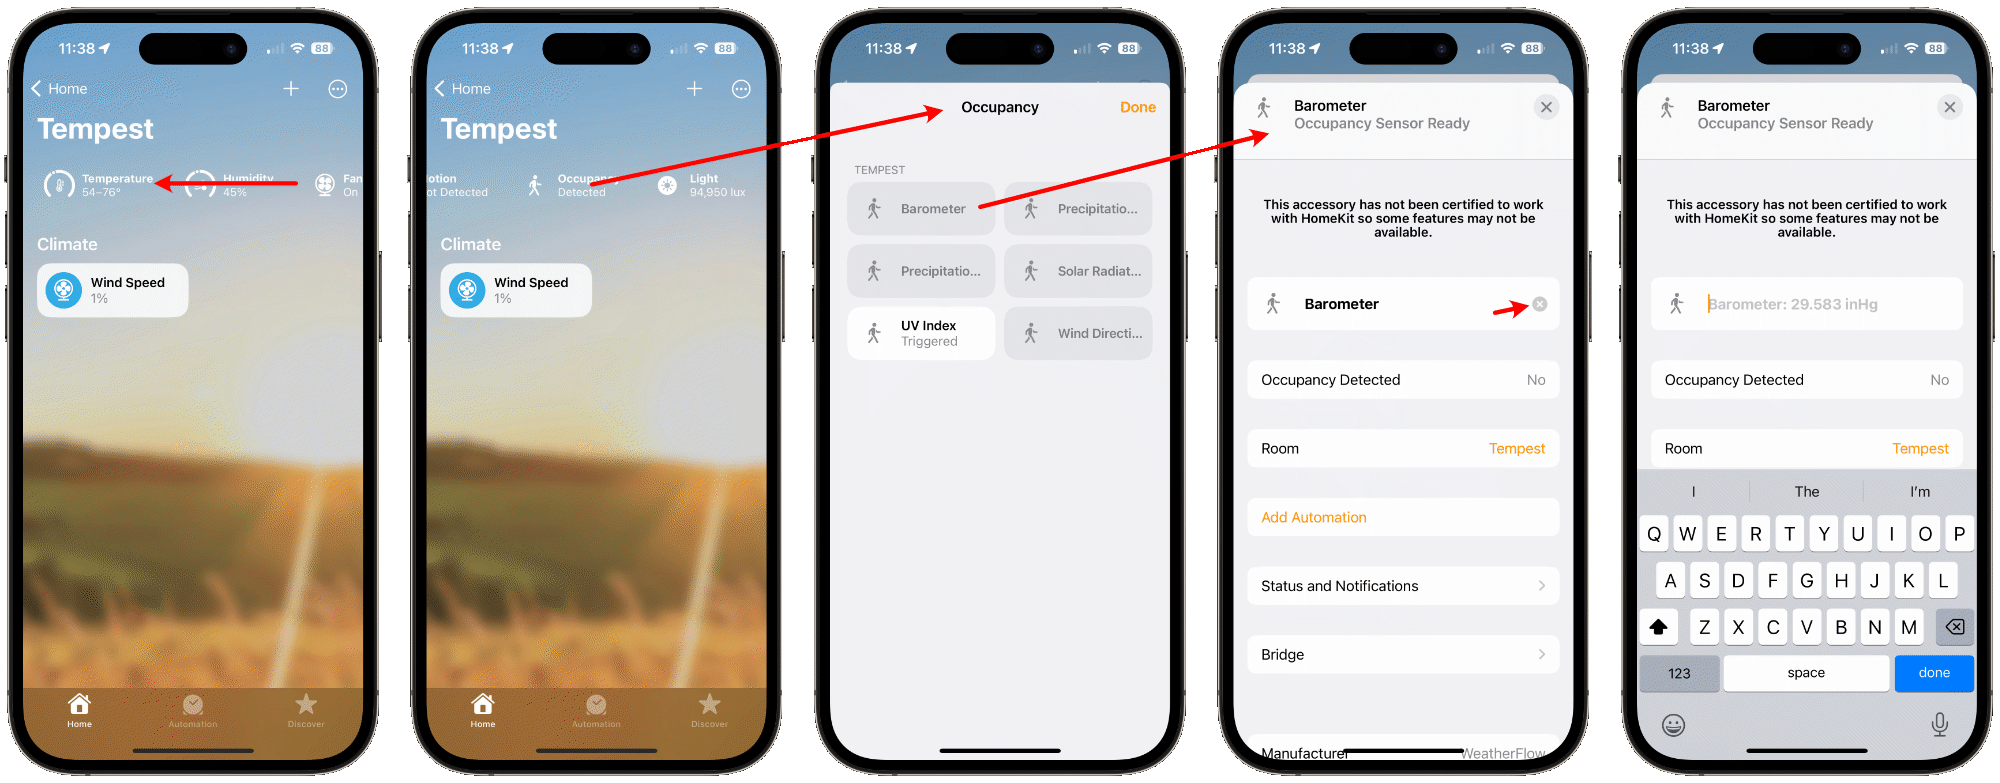 11:38
88
Home
Tempest
Temperature
54–76°
Humidity
45%
Fan
On
Climate
Wind Speed
1%
Home
Automation
Discover
11:38
88
Home
Tempest
lotion
ot Detected
Occupancy
Detected
Light
94,950 lux
Climate
Wind Speed
1%
Home
Automation
Discover
11:38
88
Occupancy
Done
TEMPEST
Barometer
Precipitatio...
Precipitatio...
Solar Radiat...
UV Index
Triggered
Wind Directi...
11:38
88
Barometer
Occupancy Sensor Ready
This accessory has not been certified to work
with HomeKit so some features may not be
available.
Barometer
Occupancy Detected
No
Room
Tempest
Add Automation
Status and Notifications
Bridge
Manufacturer
WeatherFlow
11:38
88
Barometer
Occupancy Sensor Ready
This accessory has not been certified to work
with HomeKit so some features may not be
available.
Barometer: 29.583 inHg
Occupancy Detected
No
Room
Tempest
I
The
I'm
Q W E R T Y U I O P
A S D F G H J K L
Z X C V B N M
123
space
done